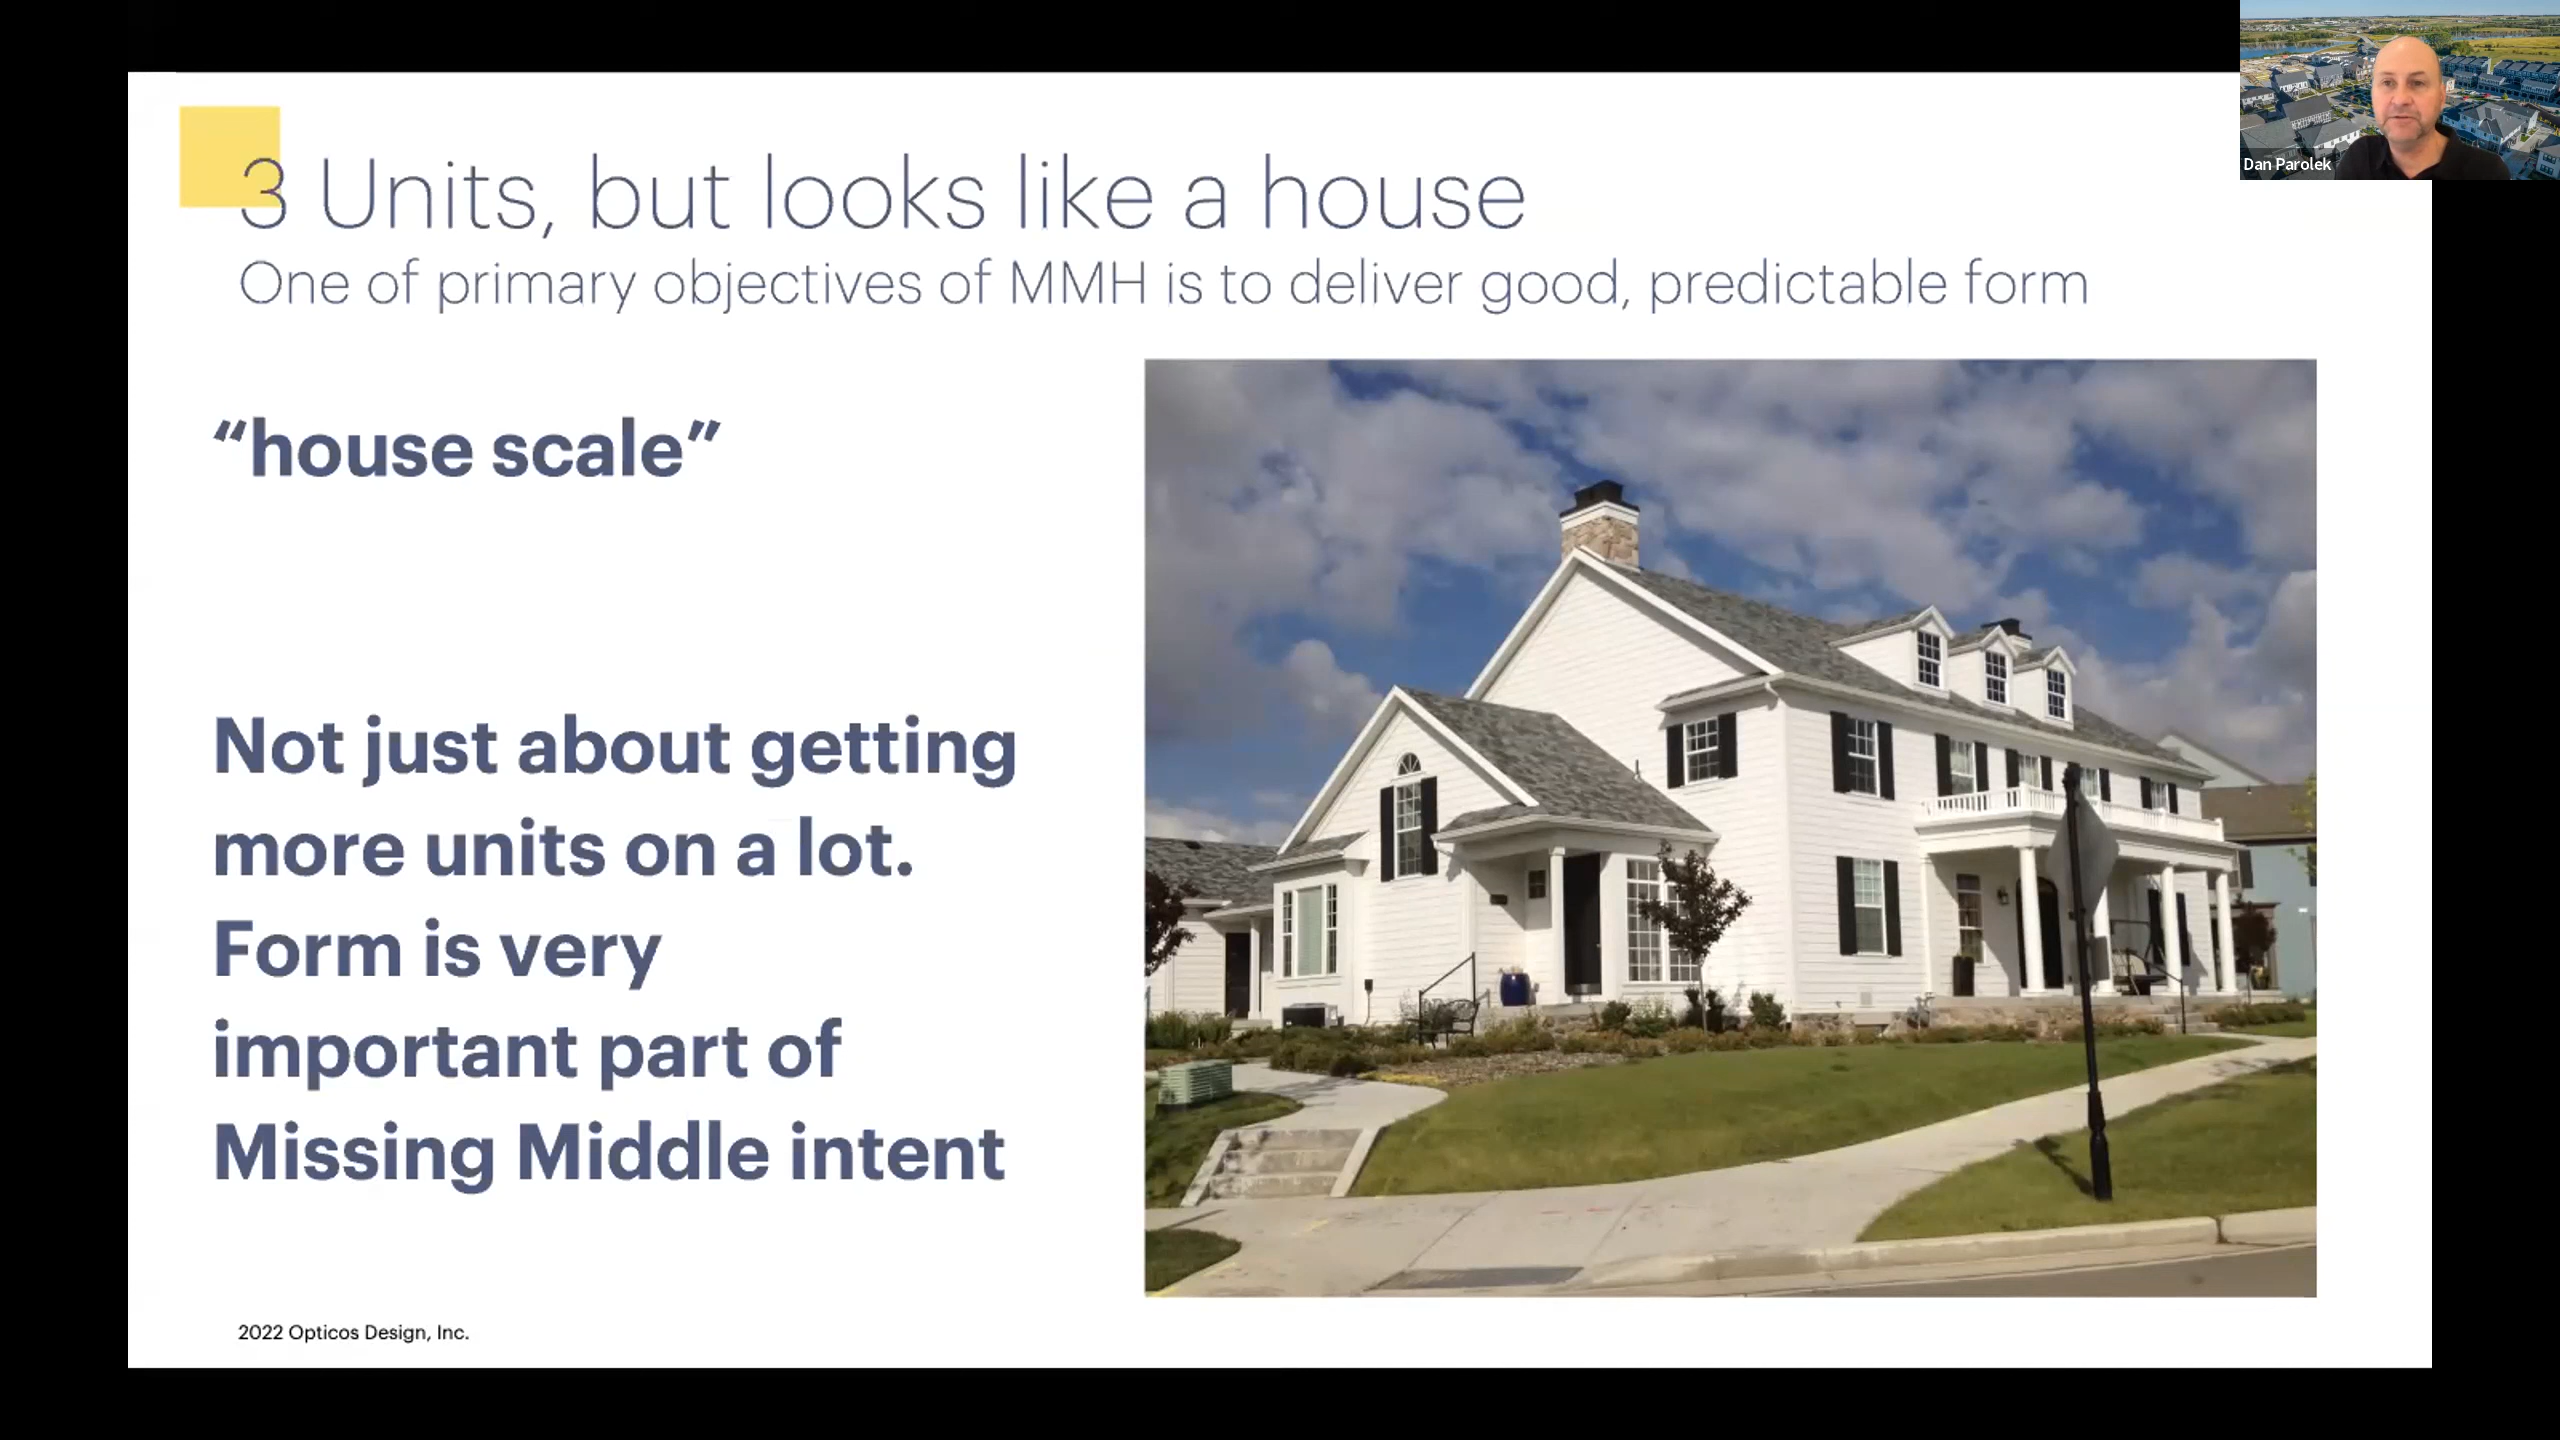 Dan Parolek
3 Units, but looks like a house
One of primary objectives of MMH is to deliver good, predictable form
“house scale”
Not just about getting
more units on a lot.
Form is very
important part of
Missing Middle intent
2022 Opticos Design, Inc.